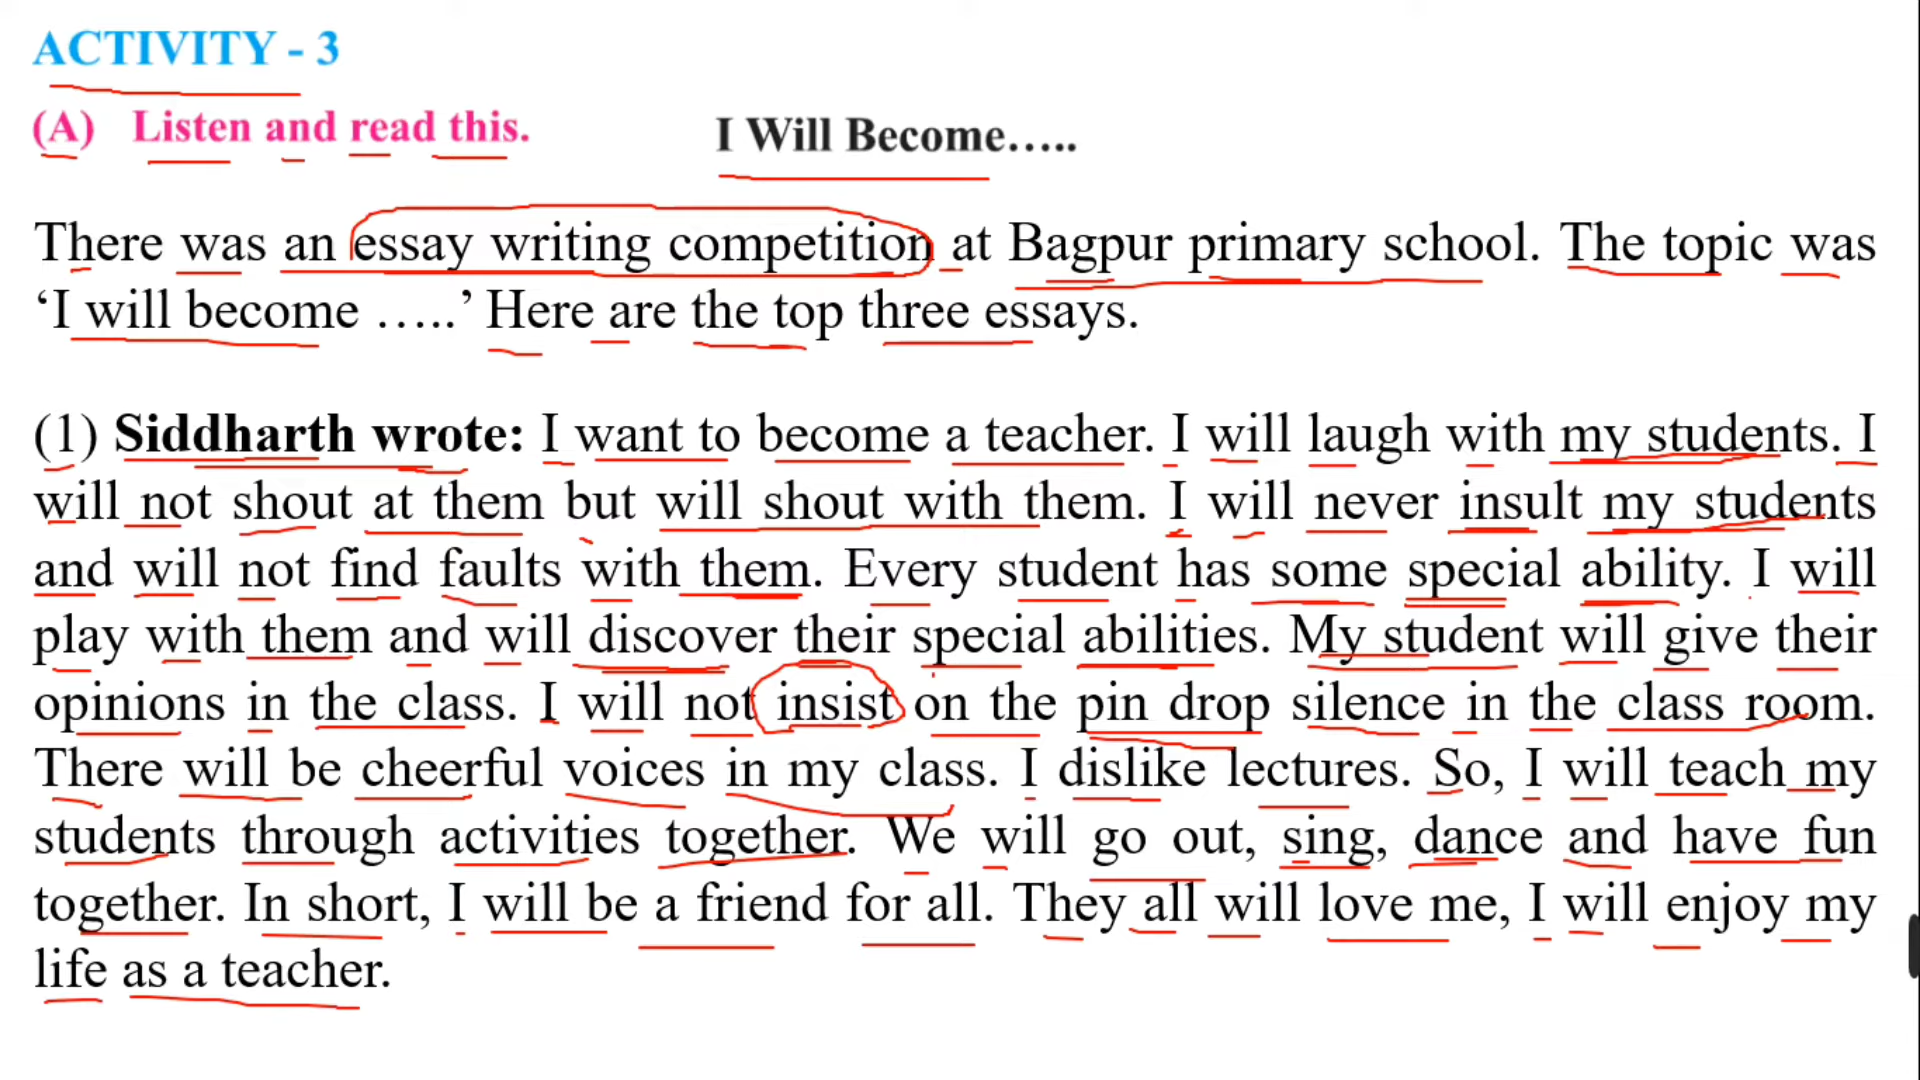 ACTIVITY - 3
(A) Listen and read this.
I Will Become…..
There was an essay writing competition at Bagpur primary school. The topic was
‘I will become …..’ Here are the top three essays.
(1) Siddharth wrote: I want to become a teacher. I will laugh with my students. I
will not shout at them but will shout with them. I will never insult my students
and will not find faults with them. Every student has some special ability. I will
play with them and will discover their special abilities. My student will give their
opinions in the class. I will not insist on the pin drop silence in the class room.
There will be cheerful voices in my class. I dislike lectures. So, I will teach my
students through activities together. We will go out, sing, dance and have fun
together. In short, I will be a friend for all. They all will love me, I will enjoy my
life as a teacher.